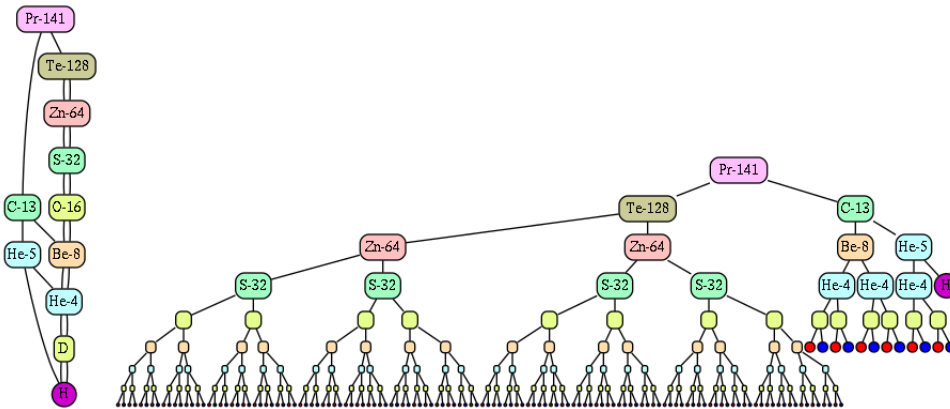 Pr-141
Te-128
Zn-64
S-32
C-13
O-16
He-5
Be-8
He-4
D
H
Pr-141
Te-128
C-13
Zn-64
Zn-64
Be-8
He-5
S-32
S-32
S-32
S-32
He-4
He-4
He-4
H